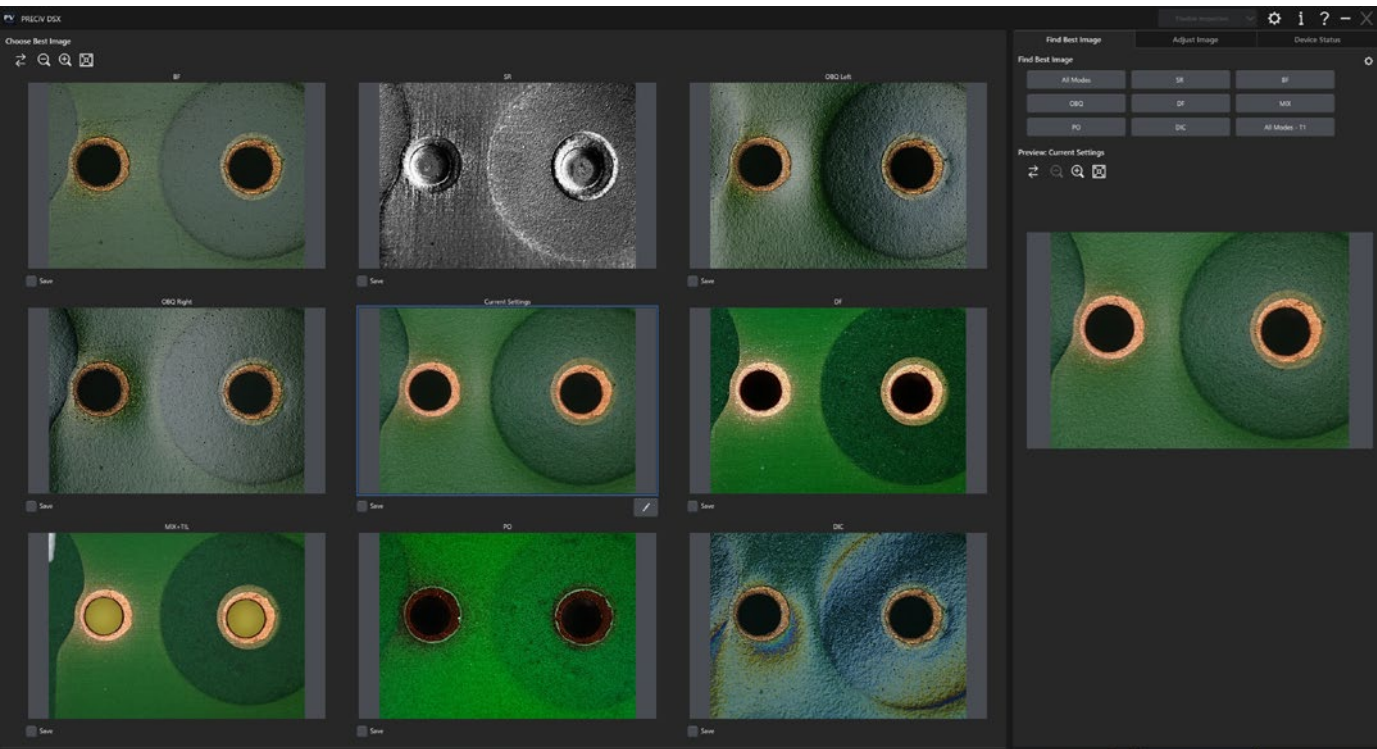 PRECiV DSX
Choose Best Image
BF
SR
OBQ Left
Save
Save
Save
OBQ Right
Current Settings
DF
Save
Save
Save
MIX+TIL
PO
DIC
Save
Save
Save
Find Best Image
Adjust Image
Device Status
Find Best Image
All Modes
SR
BF
OBQ
DF
MIX
PO
DIC
All Modes - T1
Preview: Current Settings